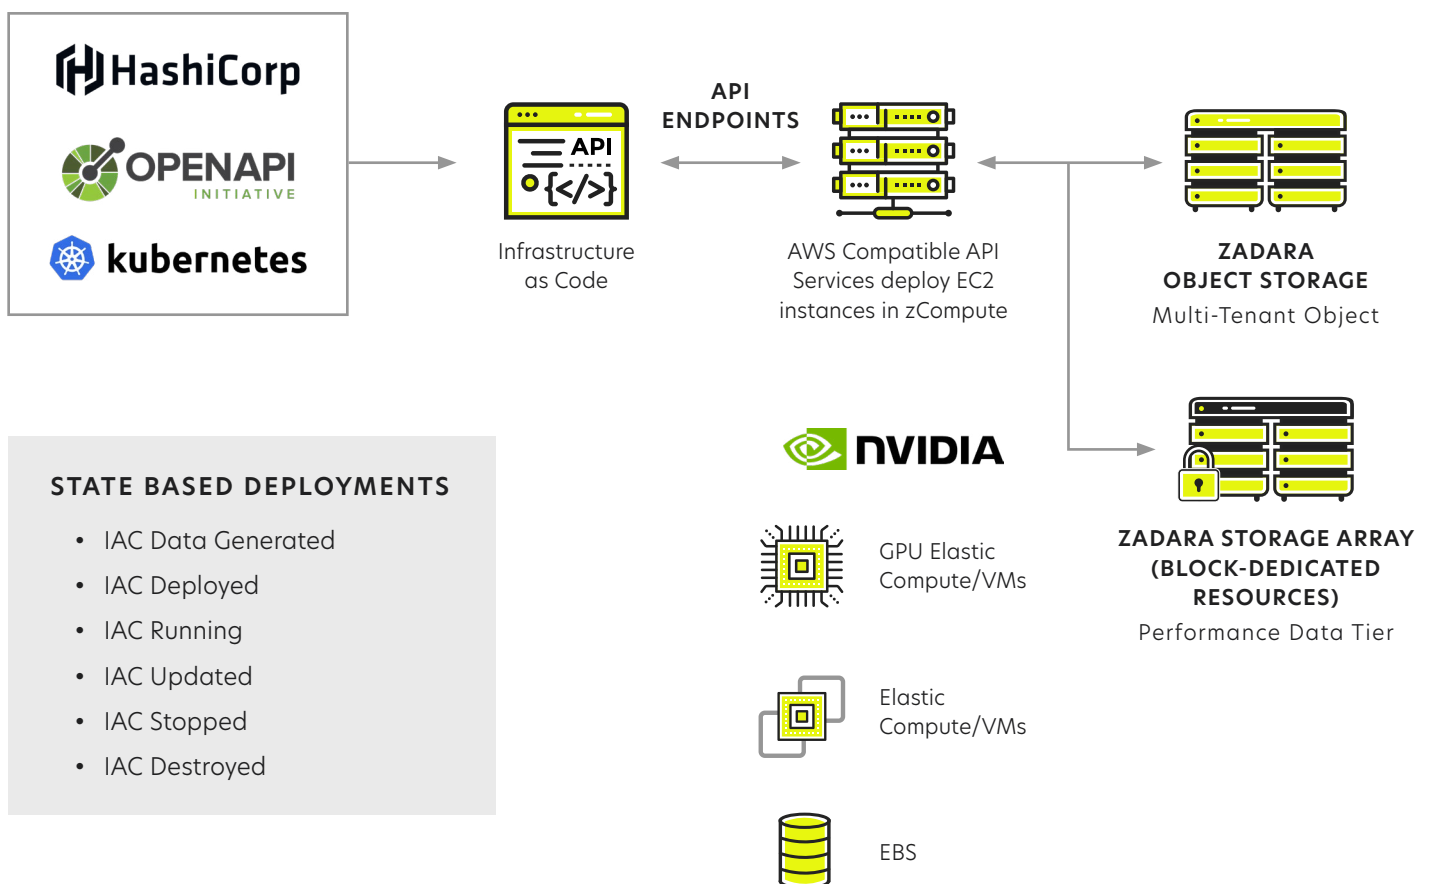 HashiCorp
OPENAPI
INITIATIVE
kubernetes
API
Infrastructure
as Code
API
ENDPOINTS
AWS Compatible API
Services deploy EC2
instances in zCompute
ZADARA
OBJECT STORAGE
Multi-Tenant Object
ZADARA STORAGE ARRAY
(BLOCK-DEDICATED
RESOURCES)
Performance Data Tier
STATE BASED DEPLOYMENTS
• IAC Data Generated
• IAC Deployed
• IAC Running
• IAC Updated
• IAC Stopped
• IAC Destroyed
NVIDIA
GPU Elastic
Compute/VMs
Elastic
Compute/VMs
EBS